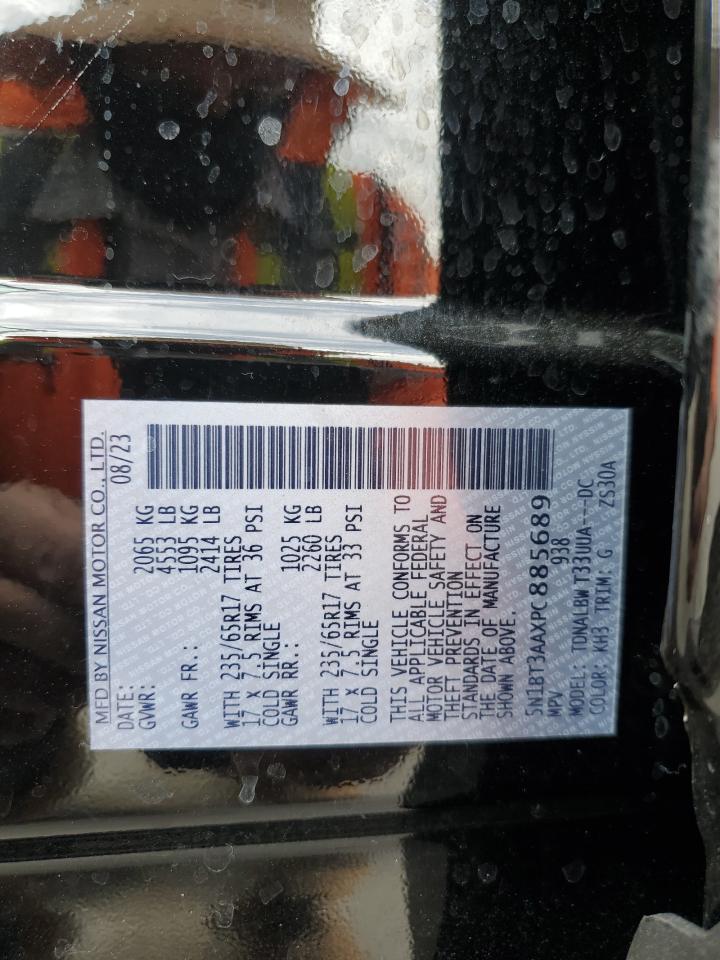 MFD BY NISSAN MOTOR CO., LTD.
DATE: 08/23
GVWR: 2065 KG
4553 LB
GAWR FR.: 1095 KG
2414 LB
WITH 235/65R17 TIRES
17 X 7.5 RIMS AT 36 PSI
COLD SINGLE
GAWR RR.: 1025 KG
2260 LB
WITH 235/65R17 TIRES
17 X 7.5 RIMS AT 33 PSI
COLD SINGLE
THIS VEHICLE CONFORMS TO
ALL APPLICABLE FEDERAL
MOTOR VEHICLE SAFETY AND
THEFT PREVENTION
STANDARDS IN EFFECT ON
THE DATE OF MANUFACTURE
SHOWN ABOVE.
5N1BT3AAXPC885689
MPV 938
MODEL: TONALBW T33UUA---DC
COLOR: KH3 TRIM: G ZS30A